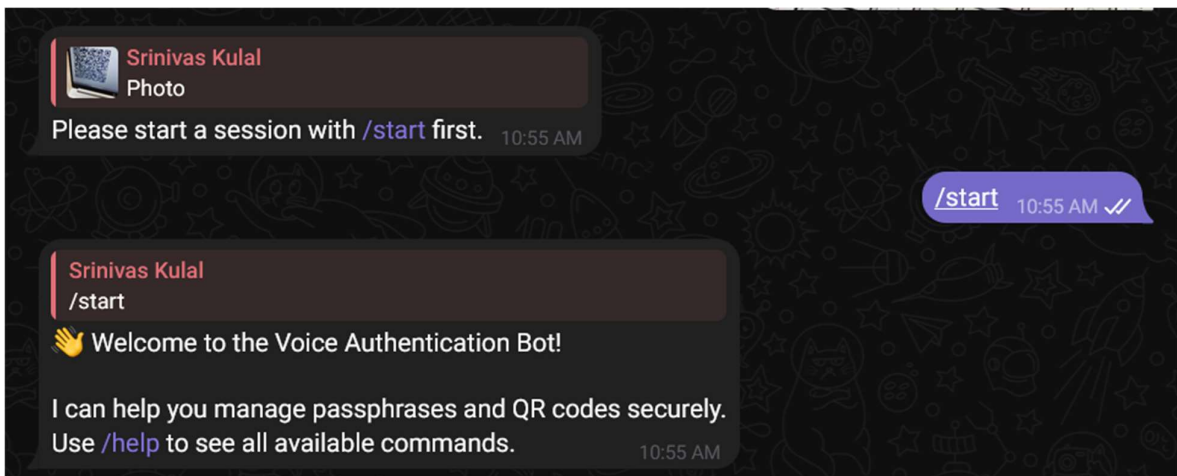 Srinivas Kulal
Photo
Please start a session with /start first. 10:55 AM
/start 10:55 AM
Srinivas Kulal
/start
👋 Welcome to the Voice Authentication Bot!
I can help you manage passphrases and QR codes securely.
Use /help to see all available commands. 10:55 AM
E=mc²